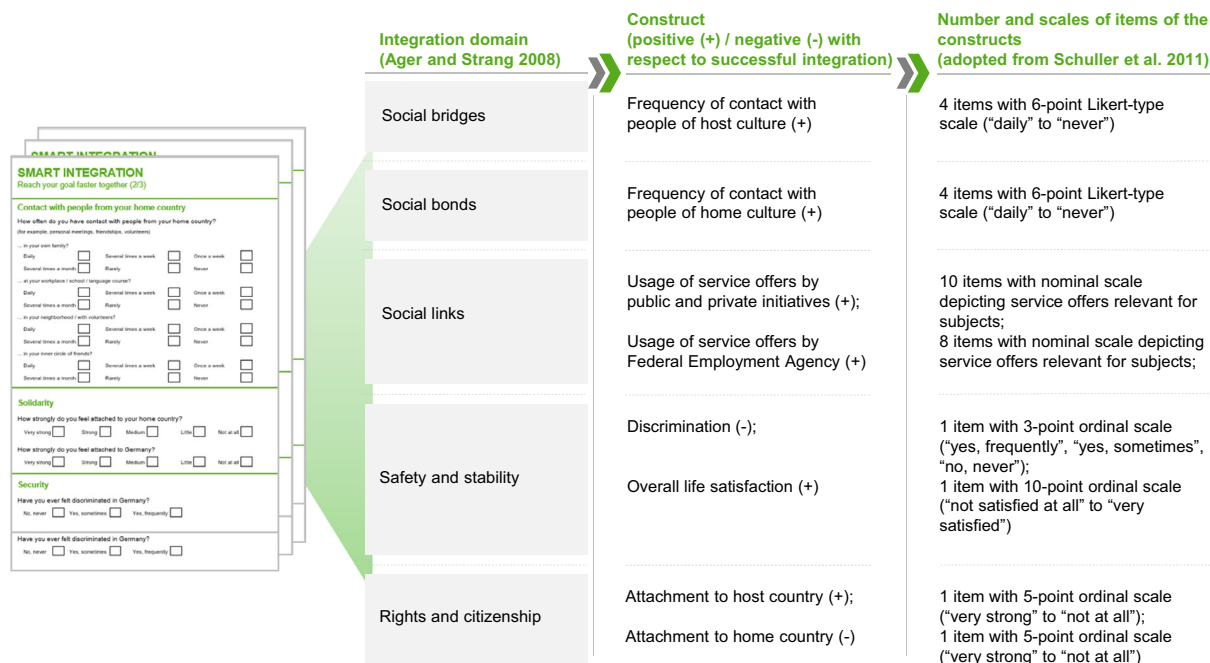 SMART INTEGRATION
SMART INTEGRATION
Reach your goal faster together (2/3)
Contact with people from your home country
How often do you have contact with people from your home country?
(for example, personal meetings, friendships, volunteers)
... in your own family?
Daily Several times a week Once a week
Several times a month Rarely Never
... at your workplace / school / language course?
Daily Several times a week Once a week
Several times a month Rarely Never
... in your neighborhood / with volunteers?
Daily Several times a week Once a week
Several times a month Rarely Never
... in your inner circle of friends?
Daily Several times a week Once a week
Several times a month Rarely Never
Solidarity
How strongly do you feel attached to your home country?
Very strong Strong Medium Little Not at all
How strongly do you feel attached to Germany?
Very strong Strong Medium Little Not at all
Security
Have you ever felt discriminated in Germany?
No, never Yes, sometimes Yes, frequently
Have you ever felt discriminated in Germany?
No, never Yes, sometimes Yes, frequently
Integration domain
(Ager and Strang 2008)
Construct
(positive (+) / negative (-) with
respect to successful integration)
Number and scales of items of the
constructs
(adopted from Schuller et al. 2011)
Social bridges
Frequency of contact with
people of host culture (+)
4 items with 6-point Likert-type
scale (“daily” to “never”)
Social bonds
Frequency of contact with
people of home culture (+)
4 items with 6-point Likert-type
scale (“daily” to “never”)
Social links
Usage of service offers by
public and private initiatives (+);
Usage of service offers by
Federal Employment Agency (+)
10 items with nominal scale
depicting service offers relevant for
subjects;
8 items with nominal scale depicting
service offers relevant for subjects;
Safety and stability
Discrimination (-);
Overall life satisfaction (+)
1 item with 3-point ordinal scale
(“yes, frequently”, “yes, sometimes”,
“no, never”);
1 item with 10-point ordinal scale
(“not satisfied at all” to “very
satisfied”)
Rights and citizenship
Attachment to host country (+);
Attachment to home country (-)
1 item with 5-point ordinal scale
(“very strong” to “not at all”);
1 item with 5-point ordinal scale
(“very strong” to “not at all”)